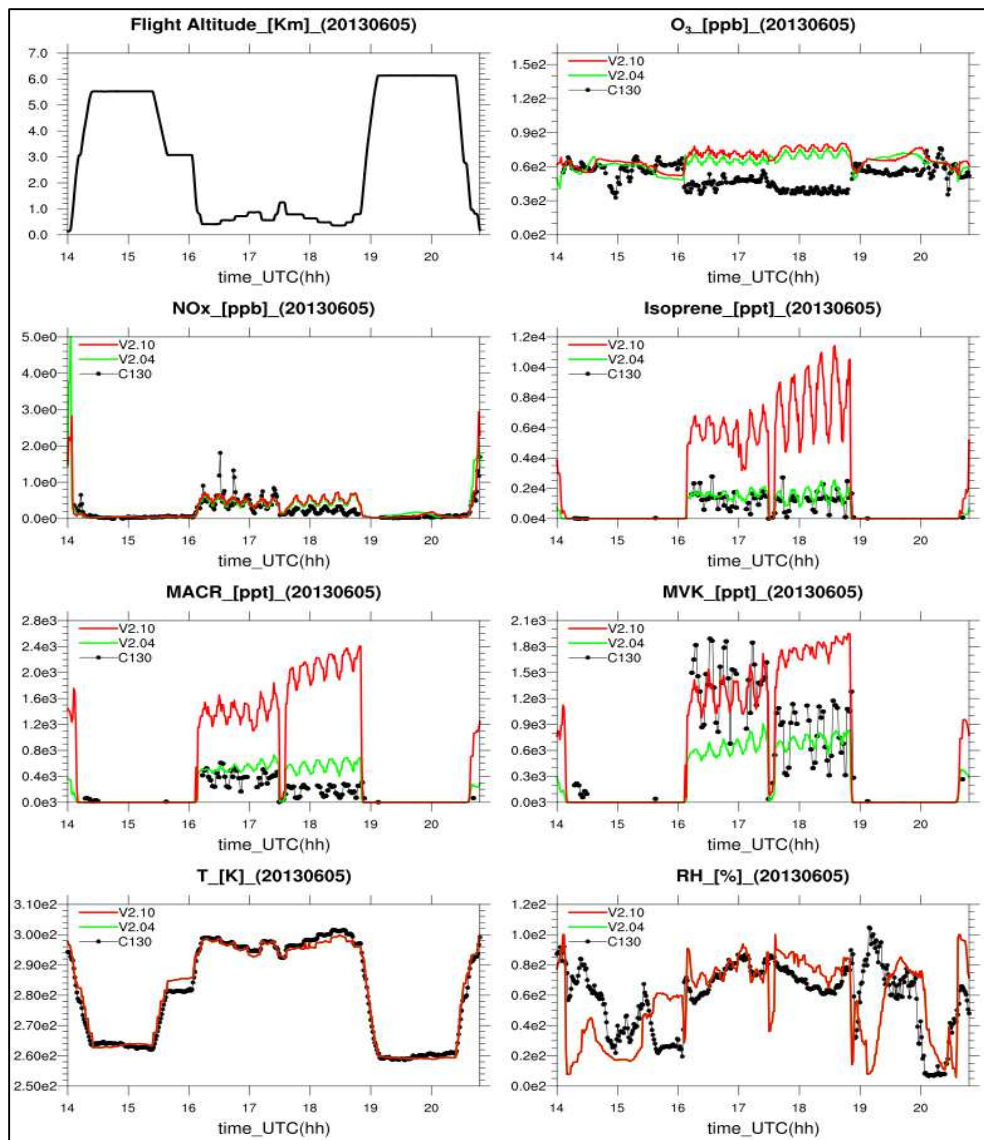 Flight Altitude_[Km]_(20130605)
7.0
6.0
5.0
4.0
3.0
2.0
1.0
0.0
14 15 16 17 18 19 20
time_UTC(hh)
O₃_[ppb]_(20130605)
1.5e2
1.2e2
0.9e2
0.6e2
0.3e2
0.0e2
V2.10
V2.04
C130
14 15 16 17 18 19 20
time_UTC(hh)
NOx_[ppb]_(20130605)
5.0e0
4.0e0
3.0e0
2.0e0
1.0e0
0.0e0
V2.10
V2.04
C130
14 15 16 17 18 19 20
time_UTC(hh)
Isoprene_[ppt]_(20130605)
1.2e4
1.0e4
0.8e4
0.6e4
0.4e4
0.2e4
0.0e4
V2.10
V2.04
C130
14 15 16 17 18 19 20
time_UTC(hh)
MACR_[ppt]_(20130605)
2.8e3
2.4e3
2.0e3
1.6e3
1.2e3
0.8e3
0.4e3
0.0e3
V2.10
V2.04
C130
14 15 16 17 18 19 20
time_UTC(hh)
MVK_[ppt]_(20130605)
2.1e3
1.8e3
1.5e3
1.2e3
0.9e3
0.6e3
0.3e3
0.0e3
V2.10
V2.04
C130
14 15 16 17 18 19 20
time_UTC(hh)
T_[K]_(20130605)
3.10e2
3.00e2
2.90e2
2.80e2
2.70e2
2.60e2
2.50e2
V2.10
V2.04
C130
14 15 16 17 18 19 20
time_UTC(hh)
RH_[%]_(20130605)
1.2e2
1.0e2
0.8e2
0.6e2
0.4e2
0.2e2
0.0e2
V2.10
V2.04
C130
14 15 16 17 18 19 20
time_UTC(hh)